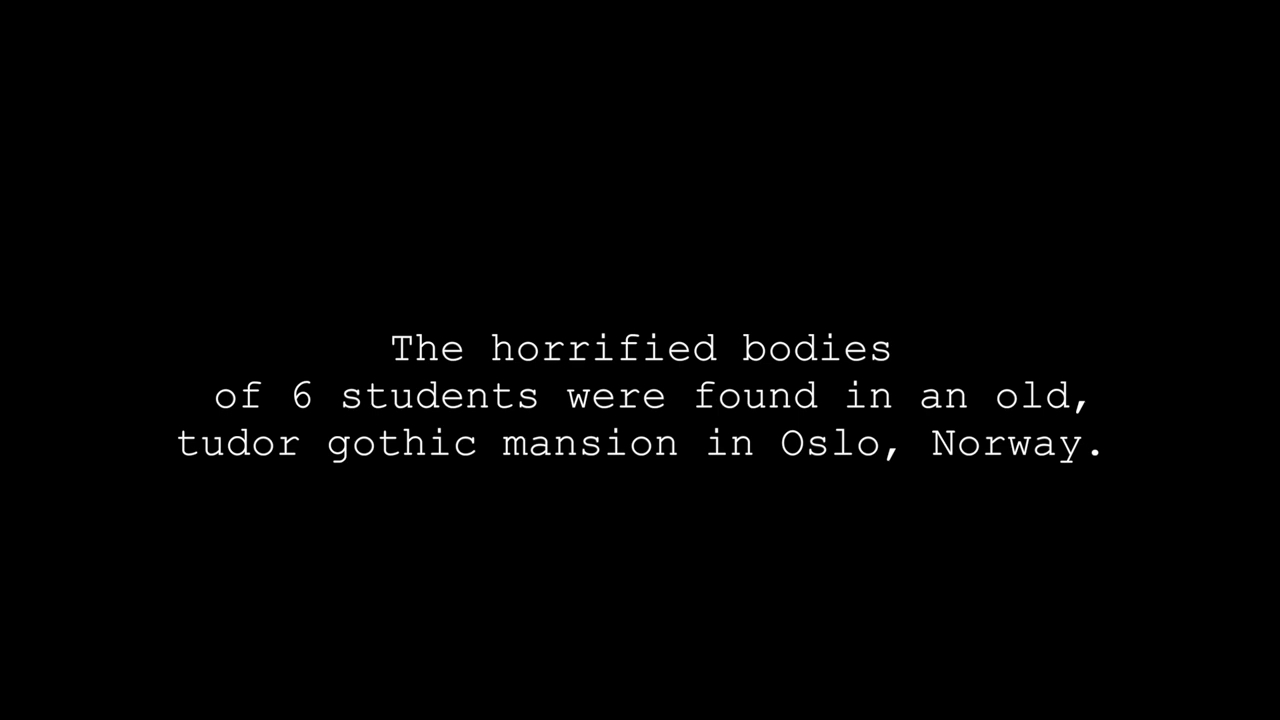 The horrified bodies
of 6 students were found in an old,
tudor gothic mansion in Oslo, Norway.